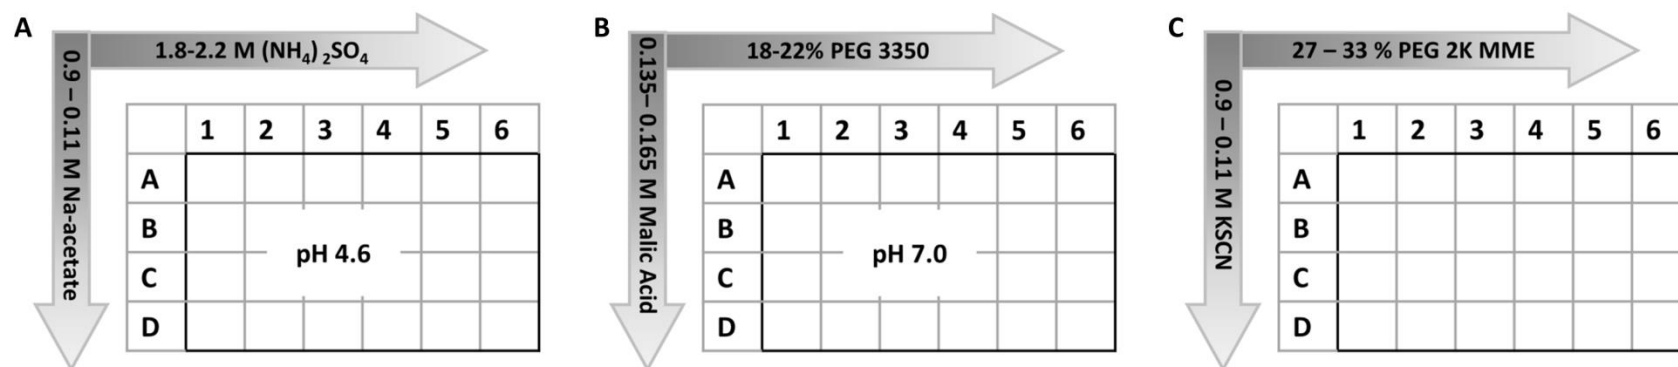 A
1.8-2.2 M (NH₄)₂SO₄
0.9 – 0.11 M Na-acetate
1 2 3 4 5 6
A
B
C
D
pH 4.6
B
18-22% PEG 3350
0.135– 0.165 M Malic Acid
1 2 3 4 5 6
A
B
C
D
pH 7.0
C
27 – 33 % PEG 2K MME
0.9 – 0.11 M KSCN
1 2 3 4 5 6
A
B
C
D